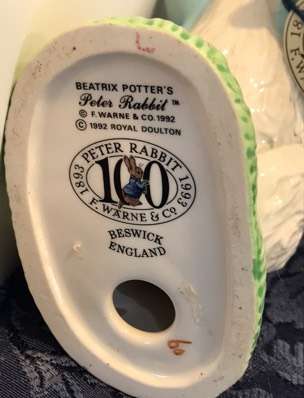 BEATRIX POTTER'S
Peter Rabbit™
© F. WARNE & CO. 1992
© 1992 ROYAL DOULTON
1893 PETER RABBIT 1993
100
F. WARNE & Co
BESWICK
ENGLAND